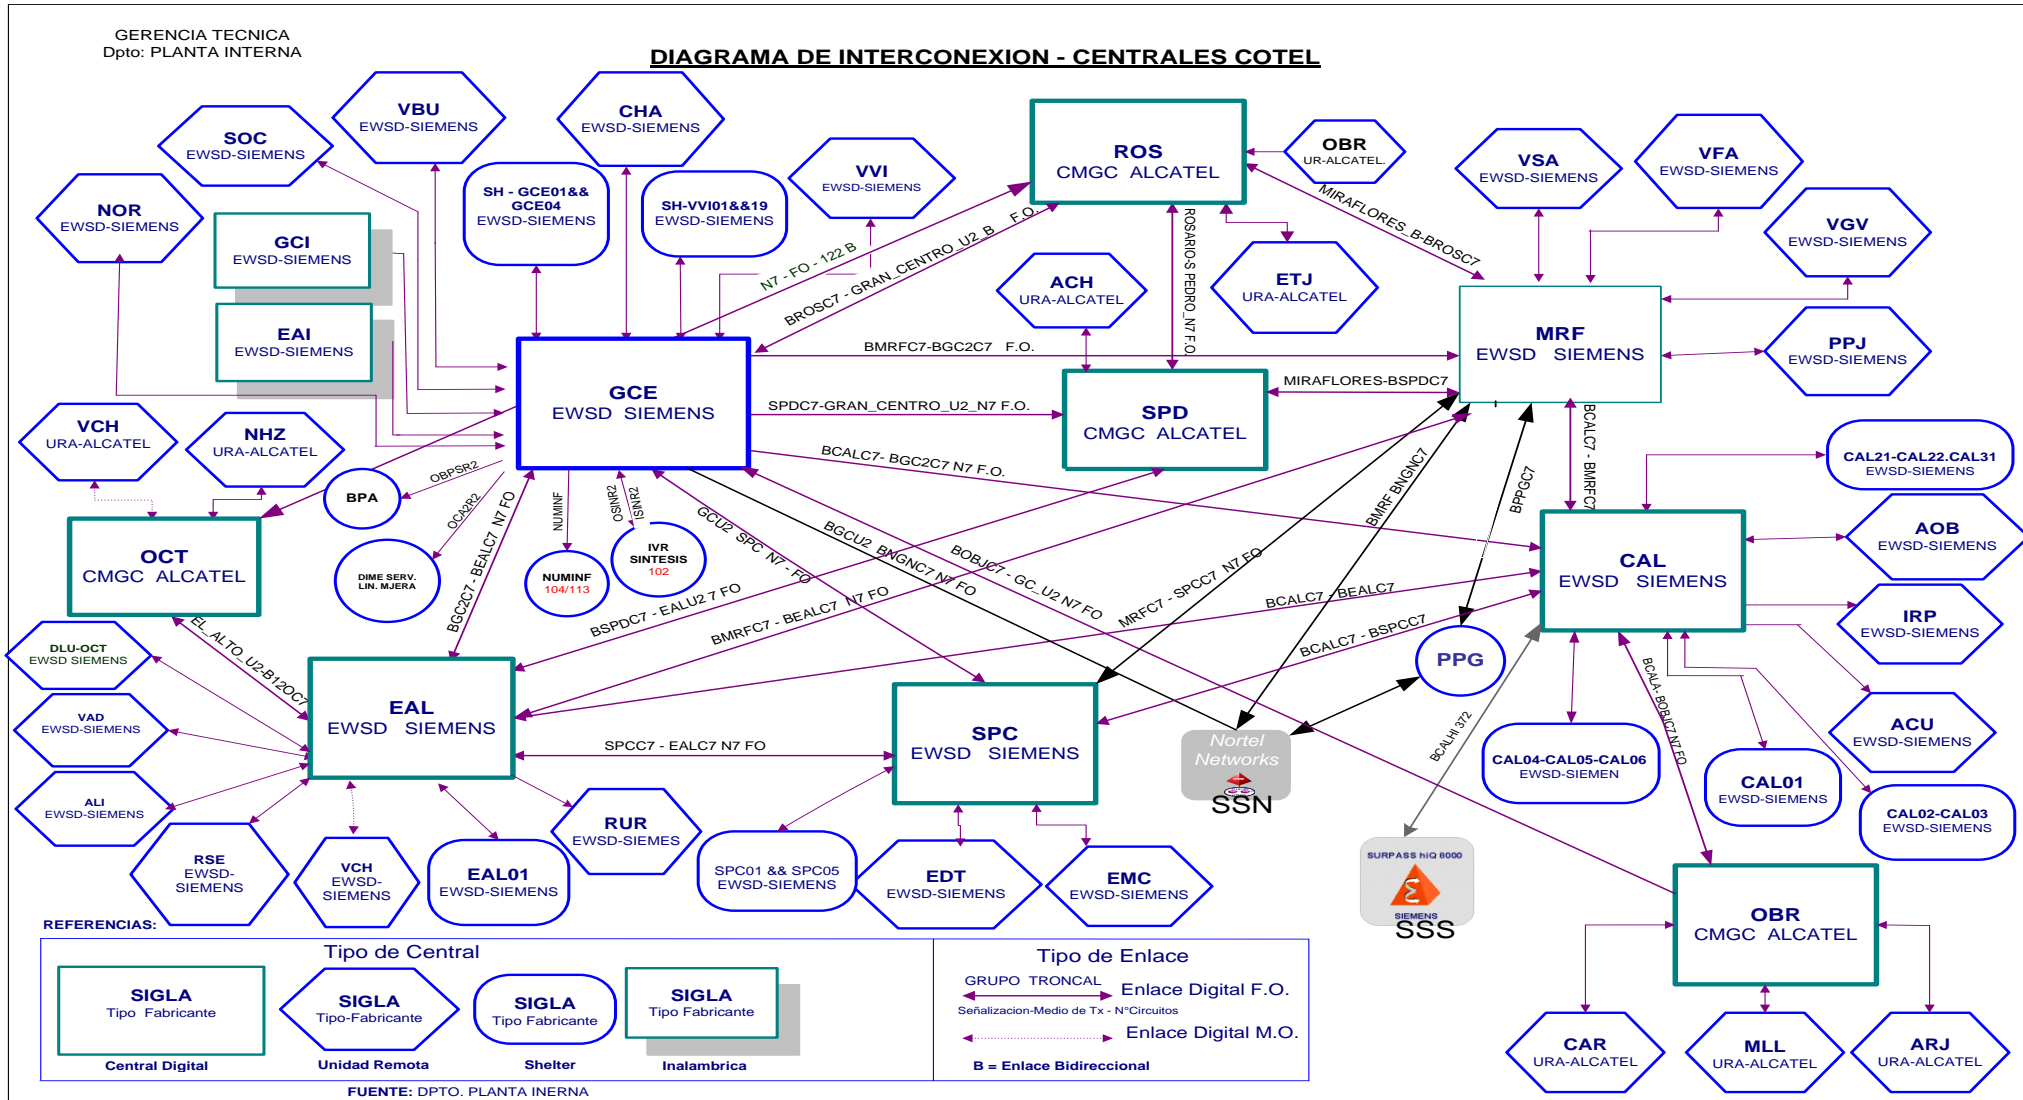 GERENCIA TECNICA
Dpto: PLANTA INTERNA
DIAGRAMA DE INTERCONEXION - CENTRALES COTEL
VBU
EWSD-SIEMENS
CHA
EWSD-SIEMENS
SOC
EWSD-SIEMENS
ROS
CMGC ALCATEL
OBR
UR-ALCATEL.
VSA
EWSD-SIEMENS
VFA
EWSD-SIEMENS
SH - GCE01&&
GCE04
EWSD-SIEMENS
SH-VVI01&&19
EWSD-SIEMENS
VVI
EWSD-SIEMENS
NOR
EWSD-SIEMENS
VGV
EWSD-SIEMENS
GCI
EWSD-SIEMENS
N7 - FO - 122 B
BROSC7 - GRAN_CENTRO_U2_B F.O.
ROSARIO-S PEDRO_N7 F.O.
MIRAFLORES_B-BROSC7
ACH
URA-ALCATEL
ETJ
URA-ALCATEL
EAI
EWSD-SIEMENS
MRF
EWSD SIEMENS
PPJ
EWSD-SIEMENS
GCE
EWSD SIEMENS
BMRFC7-BGC2C7 F.O.
MIRAFLORES-BSPDC7
SPDC7-GRAN_CENTRO_U2_N7 F.O.
SPD
CMGC ALCATEL
VCH
URA-ALCATEL
NHZ
URA-ALCATEL
BCALC7- BGC2C7 N7 F.O.
BCALC7 - BMRFC7
CAL21-CAL22.CAL31
EWSD-SIEMENS
BPA
OBPSR2
OCA2R2
NUMINF
OISNR2
ISINR2
BMRF BNGNC7
BPPGC7
OCT
CMGC ALCATEL
DIME SERV.
LIN. MJERA
NUMINF
104/113
IVR
SINTESIS
102
BGC2C7 - BEALC7 N7 FO
GCU2 SPC N7 - FO
BGCU2 BNGNC7 N7 FO
BOBJC7 - GC_U2 N7 FO
MRFC7 - SPCC7 N7 FO
BSPDC7 - EALU2 7 FO
BMRFC7 - BEALC7 N7 FO
BCALC7 - BEALC7
BCALC7 - BSPCC7
CAL
EWSD SIEMENS
AOB
EWSD-SIEMENS
IRP
EWSD-SIEMENS
EL_ALTO_U2-B12OC7
DLU-OCT
EWSD SIEMENS
PPG
BCALHI 372
BCALA- BOBJC7 N7 FO
VAD
EWSD-SIEMENS
EAL
EWSD SIEMENS
SPCC7 - EALC7 N7 FO
SPC
EWSD SIEMENS
Nortel
Networks
SSN
ACU
EWSD-SIEMENS
CAL04-CAL05-CAL06
EWSD-SIEMEN
CAL01
EWSD-SIEMENS
CAL02-CAL03
EWSD-SIEMENS
ALI
EWSD-SIEMENS
RSE
EWSD-
SIEMENS
VCH
EWSD-
SIEMENS
EAL01
EWSD-SIEMENS
RUR
EWSD-SIEMES
SPC01 && SPC05
EWSD-SIEMENS
EDT
EWSD-SIEMENS
EMC
EWSD-SIEMENS
SURPASS hiQ 8000
SIEMENS
SSS
OBR
CMGC ALCATEL
CAR
URA-ALCATEL
MLL
URA-ALCATEL
ARJ
URA-ALCATEL
REFERENCIAS:
Tipo de Central
SIGLA
Tipo Fabricante
Central Digital
SIGLA
Tipo-Fabricante
Unidad Remota
SIGLA
Tipo Fabricante
Shelter
SIGLA
Tipo Fabricante
Inalambrica
Tipo de Enlace
GRUPO TRONCAL
Enlace Digital F.O.
Señalizacion-Medio de Tx - N°Circuitos
Enlace Digital M.O.
B = Enlace Bidireccional
FUENTE: DPTO. PLANTA INERNA